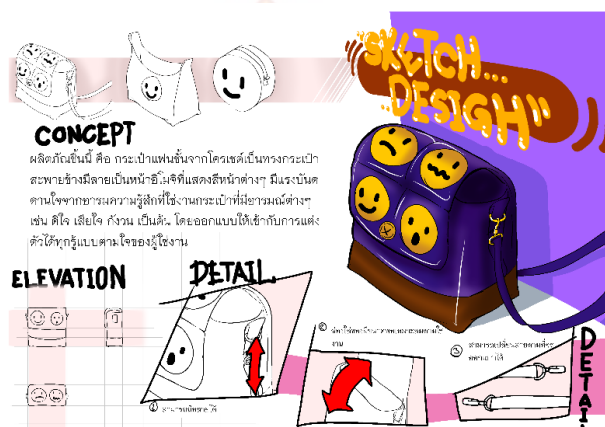 "SKETCH...
..DESIGH"
CONCEPT
ผลิตภัณชิ้นนี้ คือ กระเป๋าแฟนชั้นจากโครเชต์เป็นทรงกระเป๋า
สะพายข้างมีลายเป็นหน้าอีโมจิที่แสดงสีหน้าต่างๆ มีแรงบันด
ดานใจจากอารมความรู้สึกที่ใช้งานกระเป๋าที่มีอารมณ์ต่างๆ
เช่น ดีใจ เสียใจ กังวน เป็นต้น โดยออกแบบให้เข้ากับการแต่ง
ตัวได้ทุกรู้แบบตามใจของผู้ใช้งาน
ELEVATION
DETAIL
งาน
DETAI